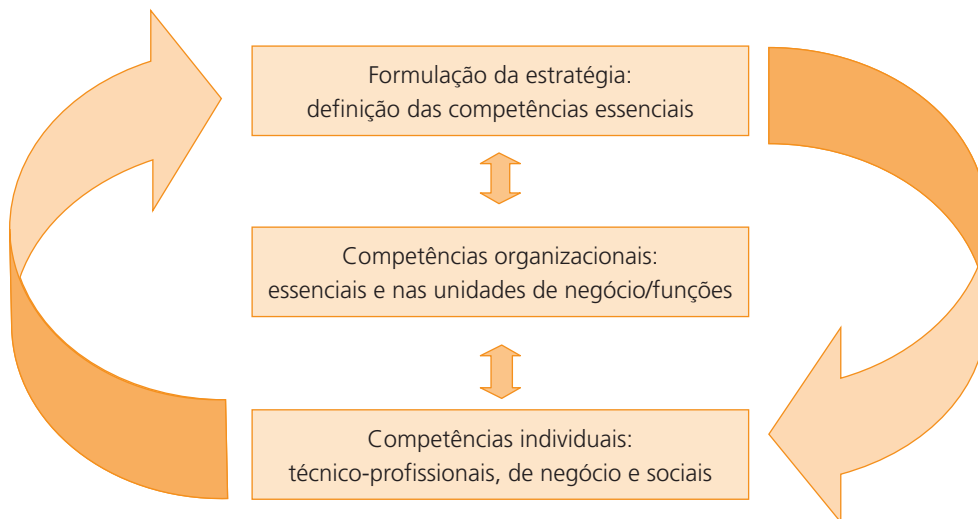 Formulação da estratégia:
definição das competências essenciais
Competências organizacionais:
essenciais e nas unidades de negócio/funções
Competências individuais:
técnico-profissionais, de negócio e sociais